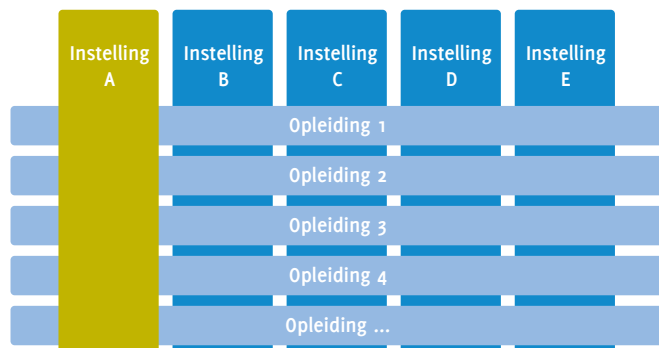 Instelling
A
Instelling
B
Instelling
C
Instelling
D
Instelling
E
Opleiding 1
Opleiding 2
Opleiding 3
Opleiding 4
Opleiding ...